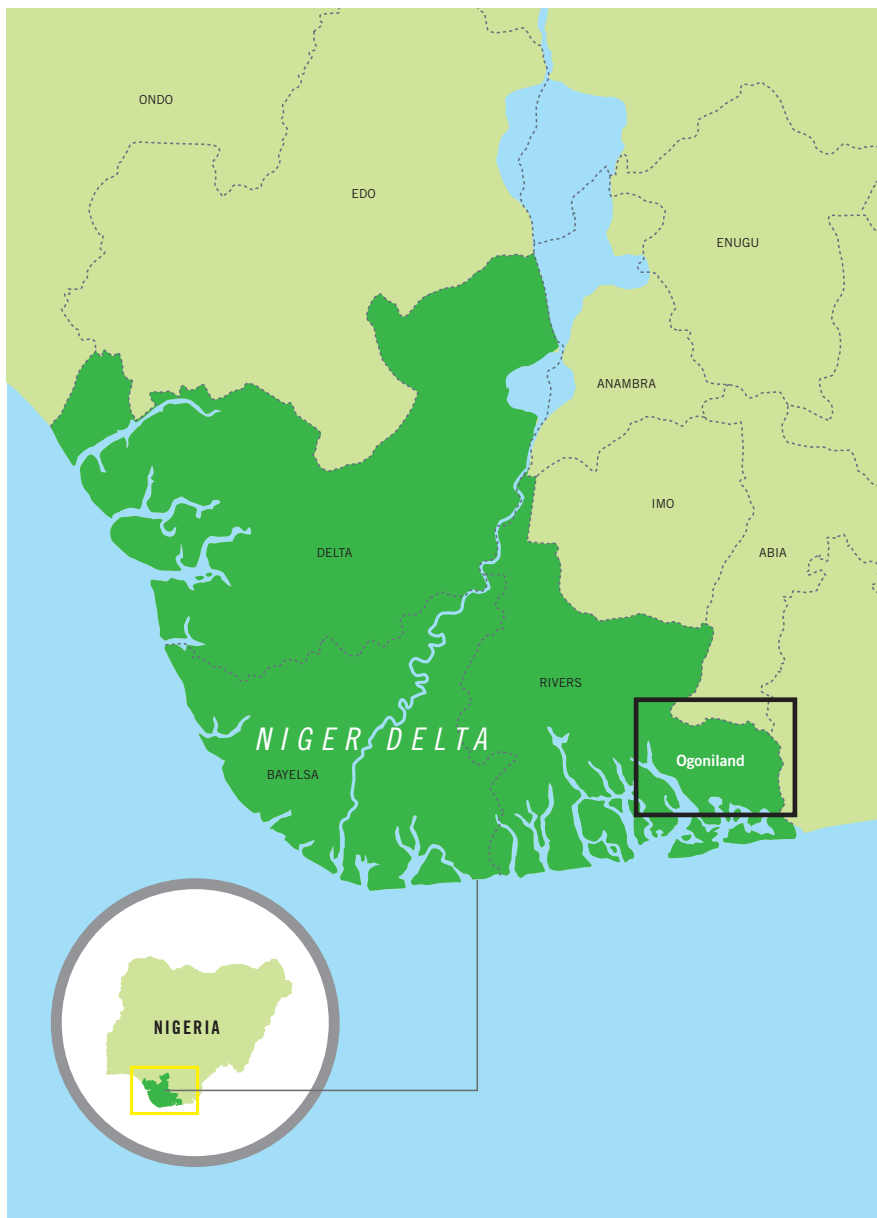 ONDO
EDO
ENUGU
ANAMBRA
IMO
DELTA
ABIA
RIVERS
NIGER DELTA
Ogoniland
BAYELSA
NIGERIA